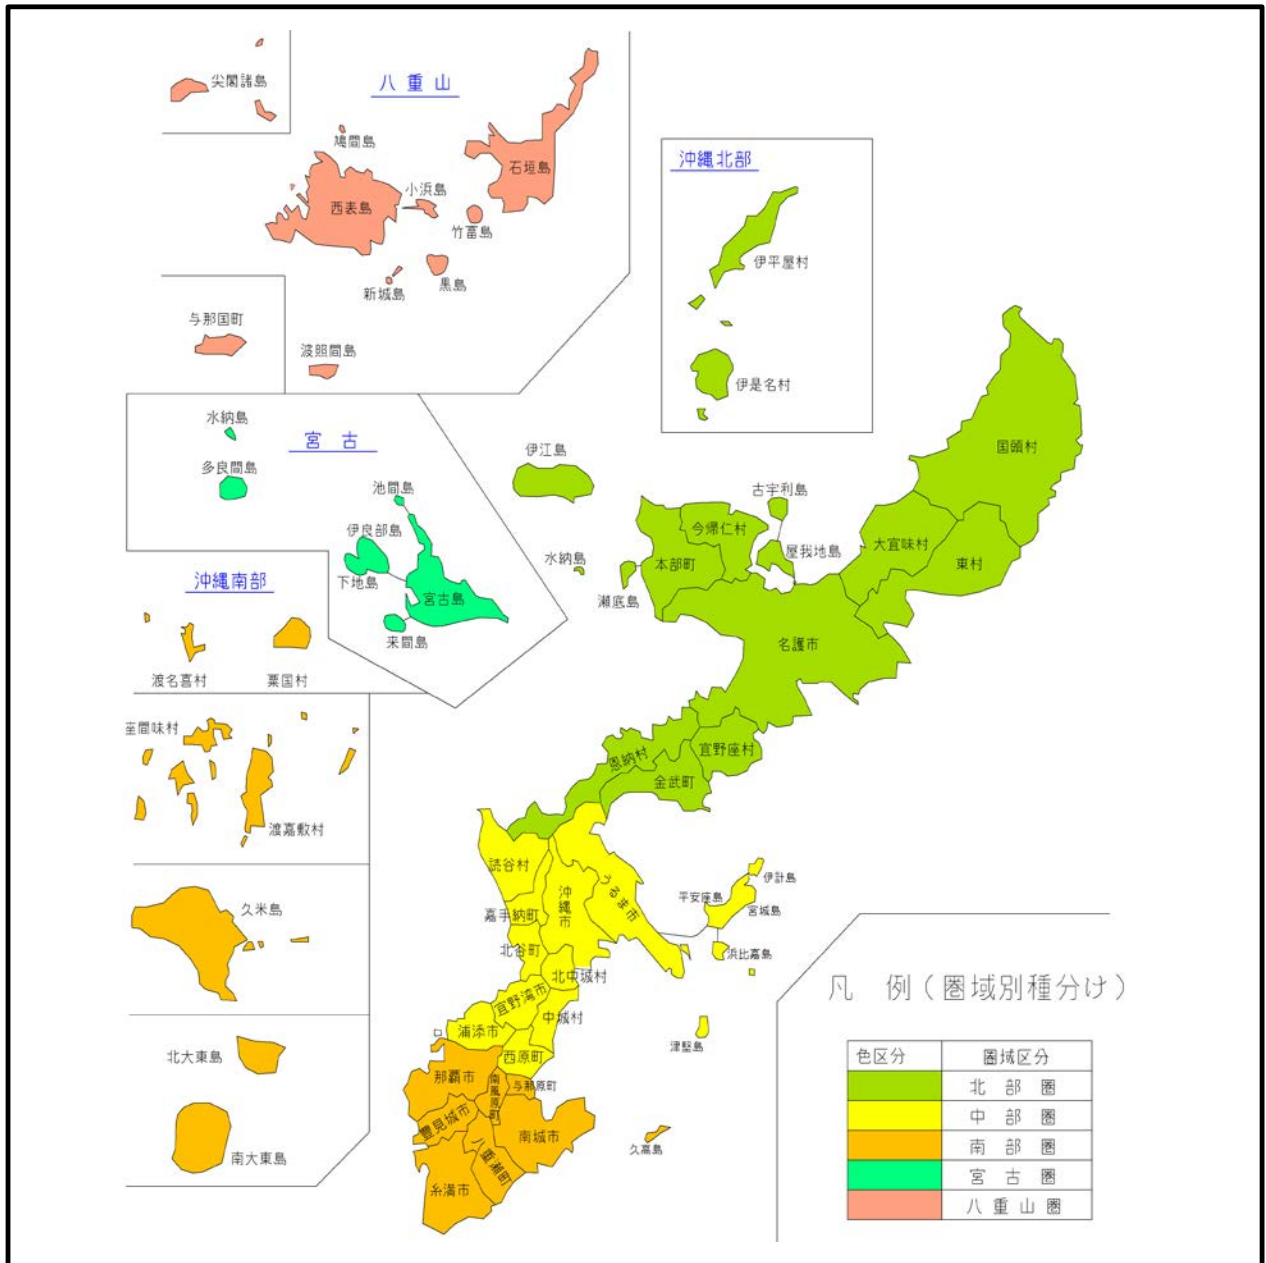 尖閣諸島
八重山
鳩間島
石垣島
小浜島
西表島
竹富島
黒島
新城島
与那国町
波照間島
沖縄北部
伊平屋村
伊是名村
水納島
宮古
多良間島
池間島
伊良部島
下地島
宮古島
来間島
沖縄南部
渡名喜村
粟国村
座間味村
渡嘉敷村
久米島
北大東島
南大東島
伊江島
国頭村
古宇利島
今帰仁村
大宜味村
屋我地島
水納島
本部町
東村
瀬底島
名護市
宜野座村
恩納村
金武町
読谷村
沖縄市
うるま市
伊計島
平安座島
宮城島
嘉手納町
北谷町
浜比嘉島
北中城村
宜野湾市
中城村
浦添市
津堅島
西原町
那覇市
南風原町
与那原町
豊見城市
南城市
久高島
八重瀬町
糸満市
凡 例(圏域別種分け)
色区分 圏域区分
北部圏
中部圏
南部圏
宮古圏
八重山圏